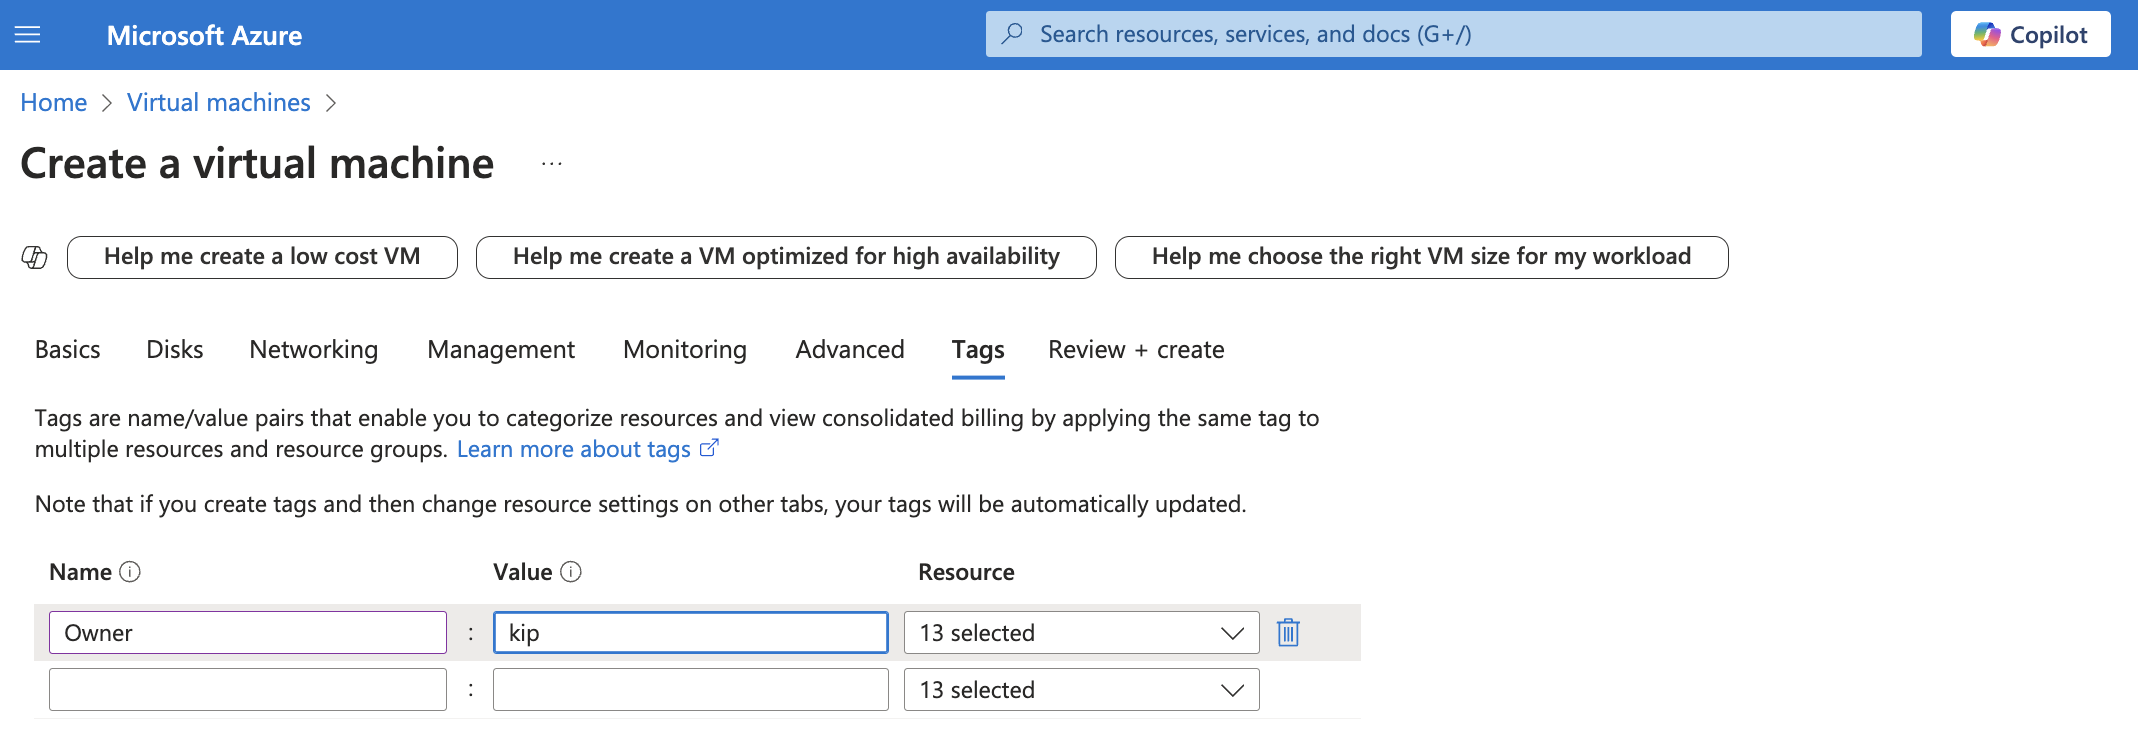 Microsoft Azure
Search resources, services, and docs (G+/)
Copilot
Home > Virtual machines >
Create a virtual machine ...
Help me create a low cost VM
Help me create a VM optimized for high availability
Help me choose the right VM size for my workload
Basics Disks Networking Management Monitoring Advanced Tags Review + create
Tags are name/value pairs that enable you to categorize resources and view consolidated billing by applying the same tag to
multiple resources and resource groups. Learn more about tags
Note that if you create tags and then change resource settings on other tabs, your tags will be automatically updated.
Name Value Resource
Owner : kip 13 selected
: 13 selected